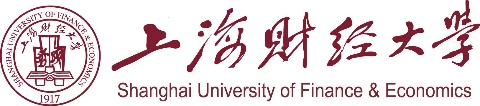 SHANGHAI UNIVERSITY OF FINANCE & ECONOMICS
上海财经大学
1917
上海财经大学
Shanghai University of Finance & Economics